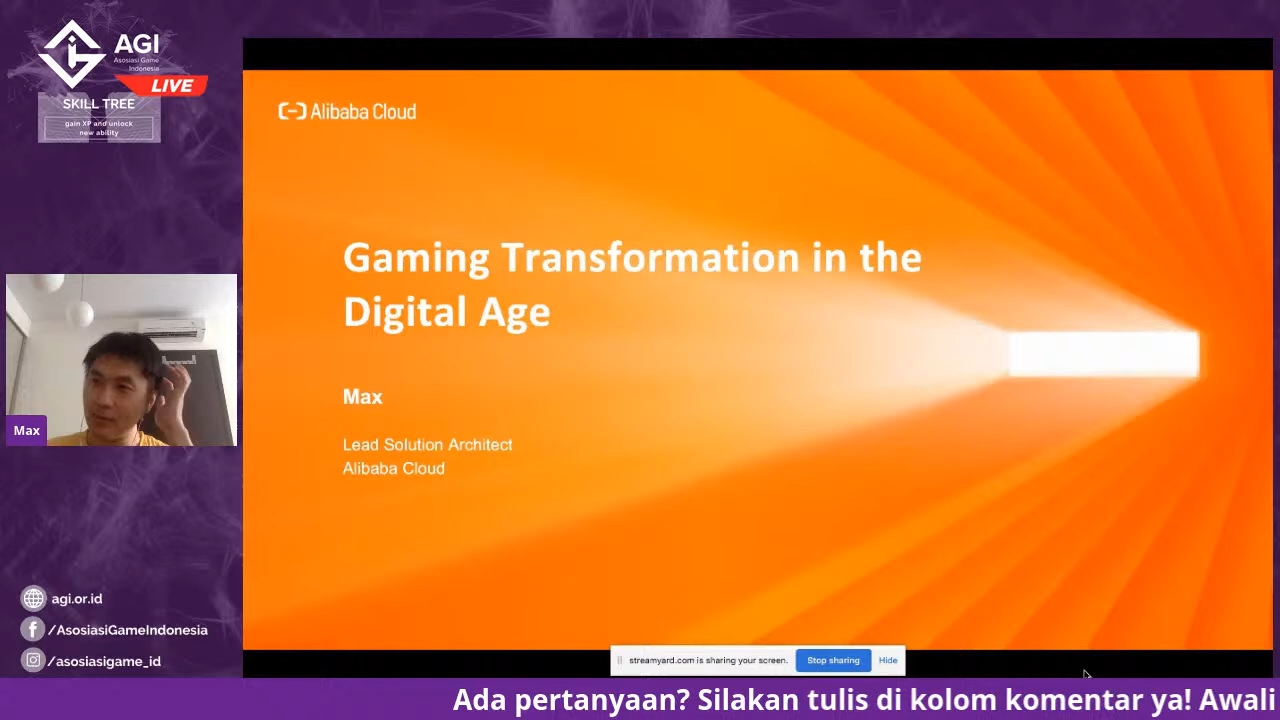 AGI
Asosiasi Game
Indonesia
LIVE
SKILL TREE
gain XP and unlock
new ability
Alibaba Cloud
Gaming Transformation in the
Digital Age
Max
Lead Solution Architect
Alibaba Cloud
Max
agi.or.id
/AsosiasiGameIndonesia
/asosiasigame_id
streamyard.com is sharing your screen.
Stop sharing
Hide
Ada pertanyaan? Silakan tulis di kolom komentar ya! Awali